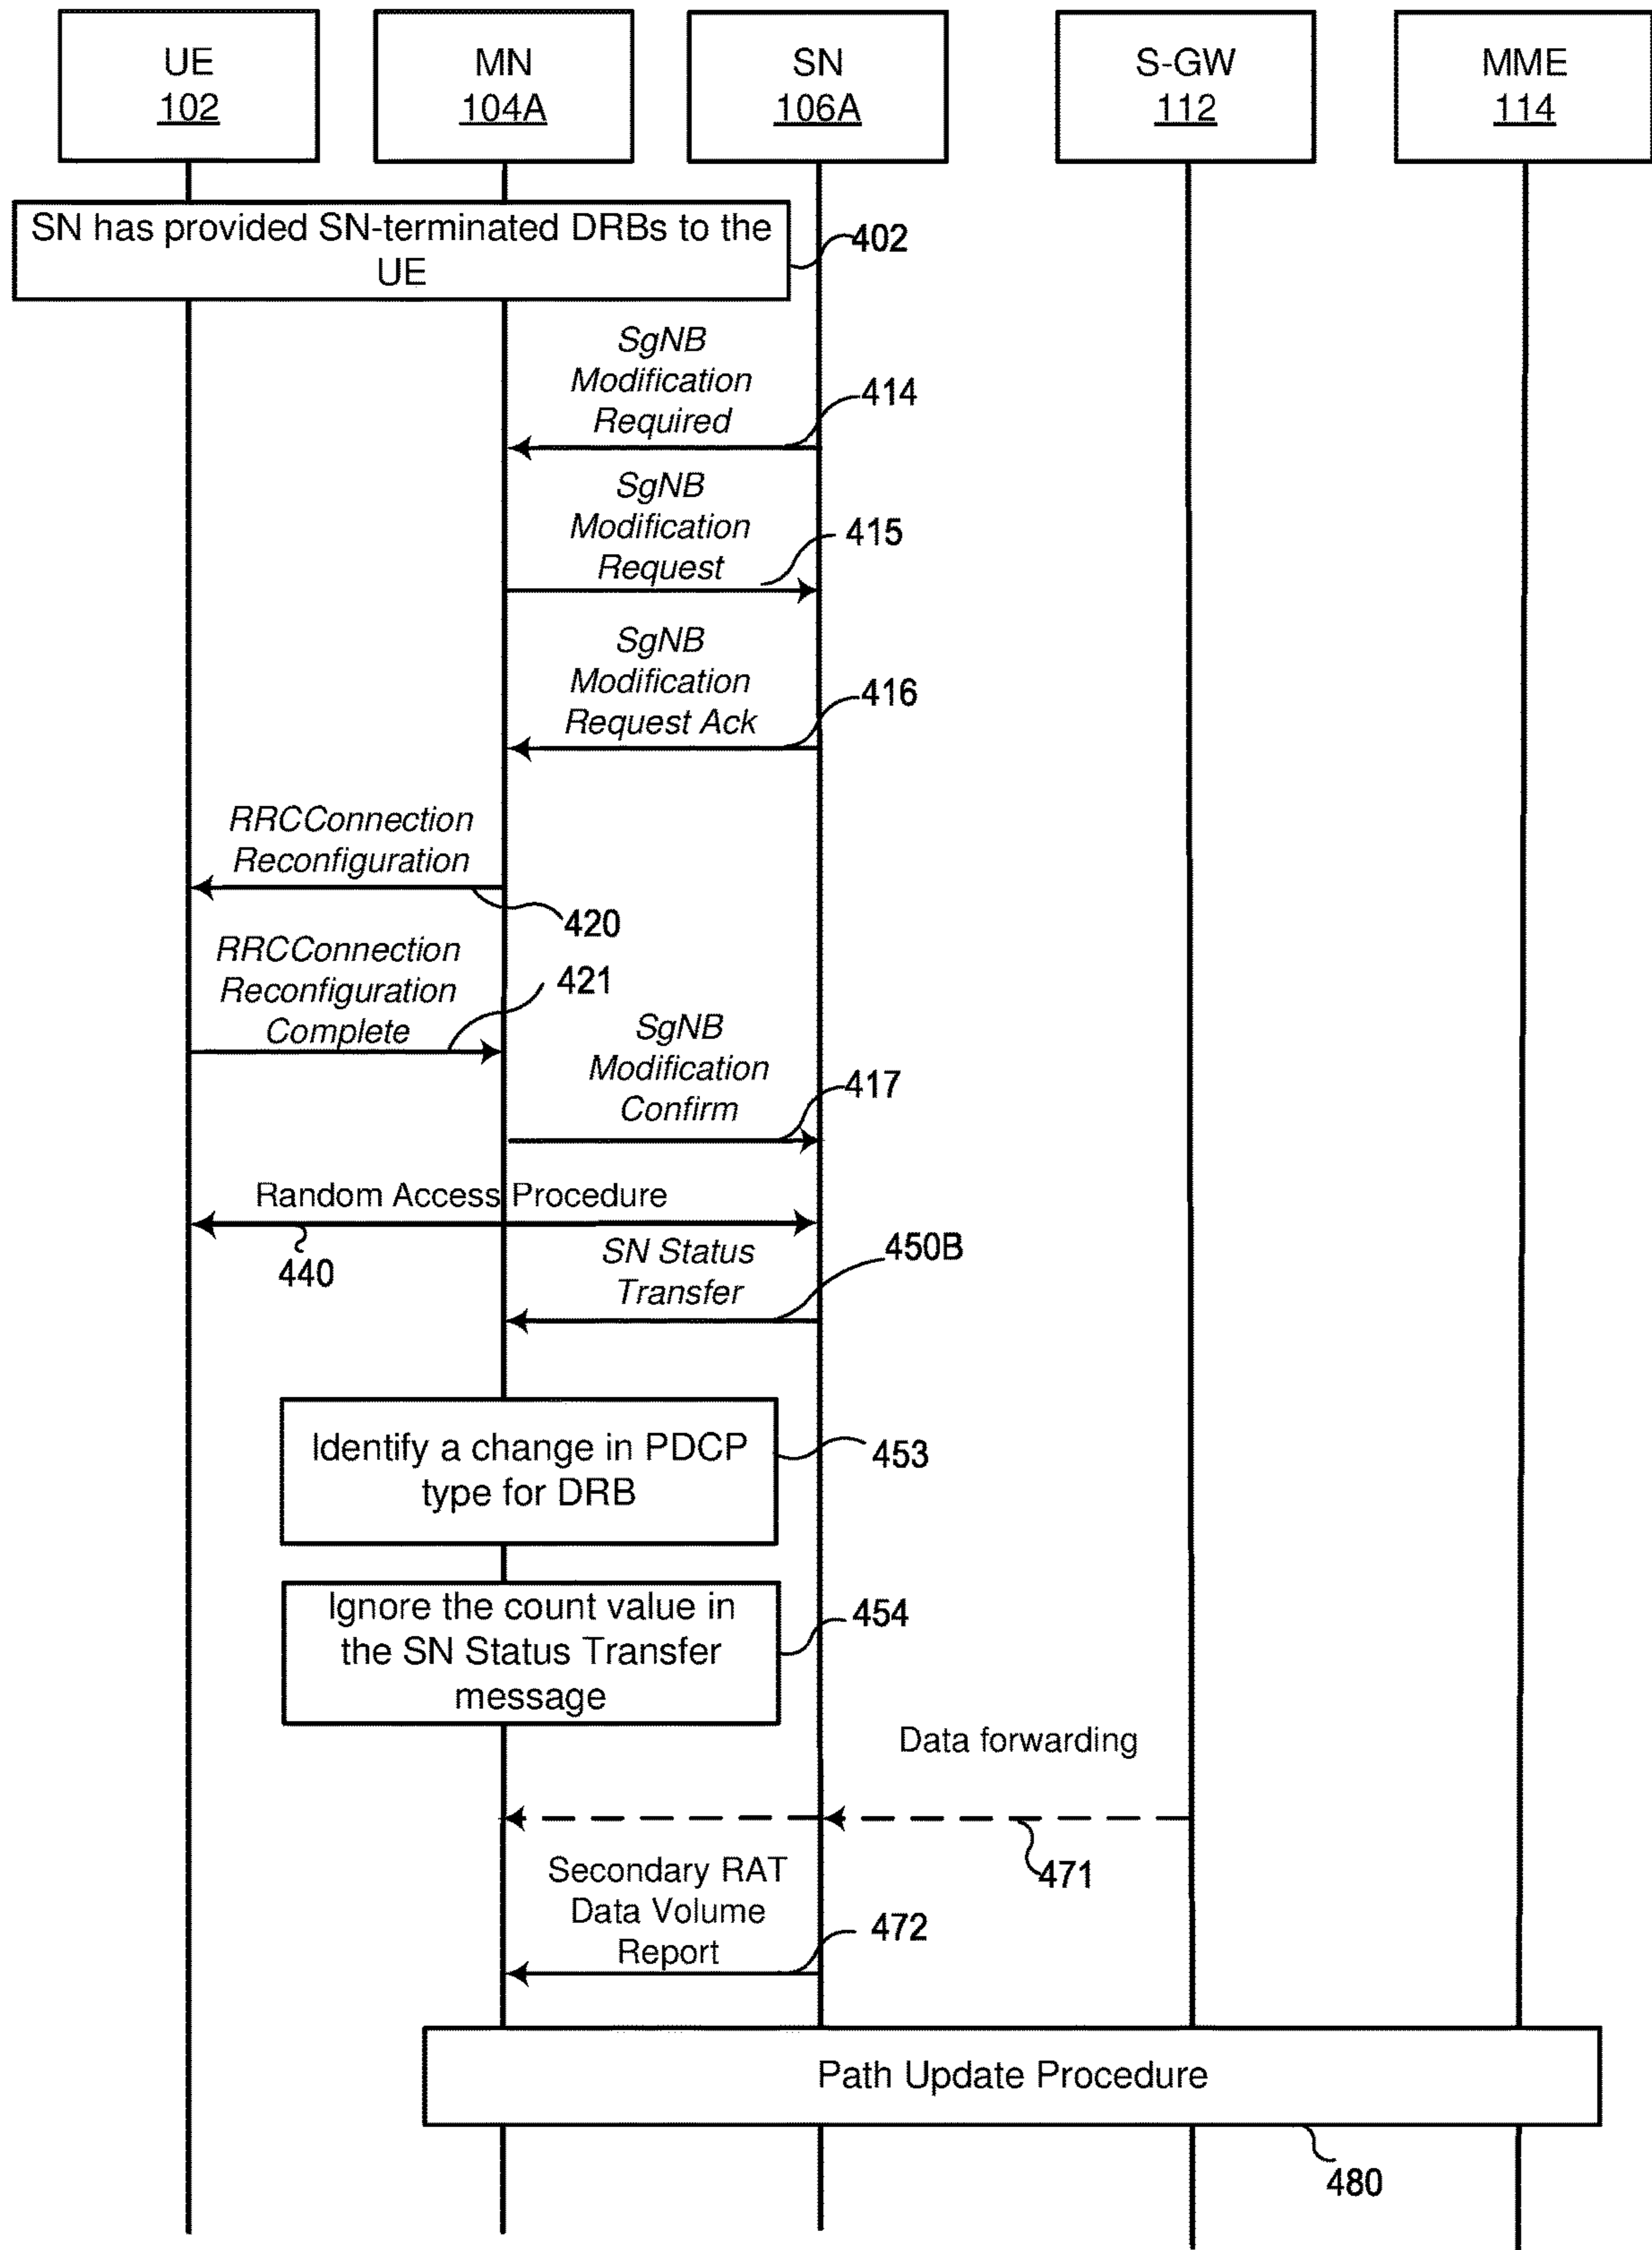 UE
102
MN
104A
SN
106A
S-GW
112
MME
114
SN has provided SN-terminated DRBs to the
UE
402
SgNB
Modification
Required
414
SgNB
Modification
Request
415
SgNB
Modification
Request Ack
416
RRCConnection
Reconfiguration
420
RRCConnection
Reconfiguration
Complete
421
SgNB
Modification
Confirm
417
Random Access Procedure
440
SN Status
Transfer
450B
Identify a change in PDCP
type for DRB
453
Ignore the count value in
the SN Status Transfer
message
454
Data forwarding
471
Secondary RAT
Data Volume
Report
472
Path Update Procedure
480